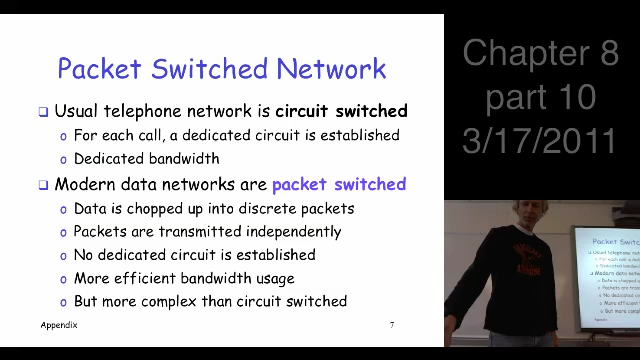 Packet Switched Network
Usual telephone network is circuit switched
For each call, a dedicated circuit is established
Dedicated bandwidth
Modern data networks are packet switched
Data is chopped up into discrete packets
Packets are transmitted independently
No dedicated circuit is established
More efficient bandwidth usage
But more complex than circuit switched
Appendix
7
Chapter 8
part 10
3/17/2011